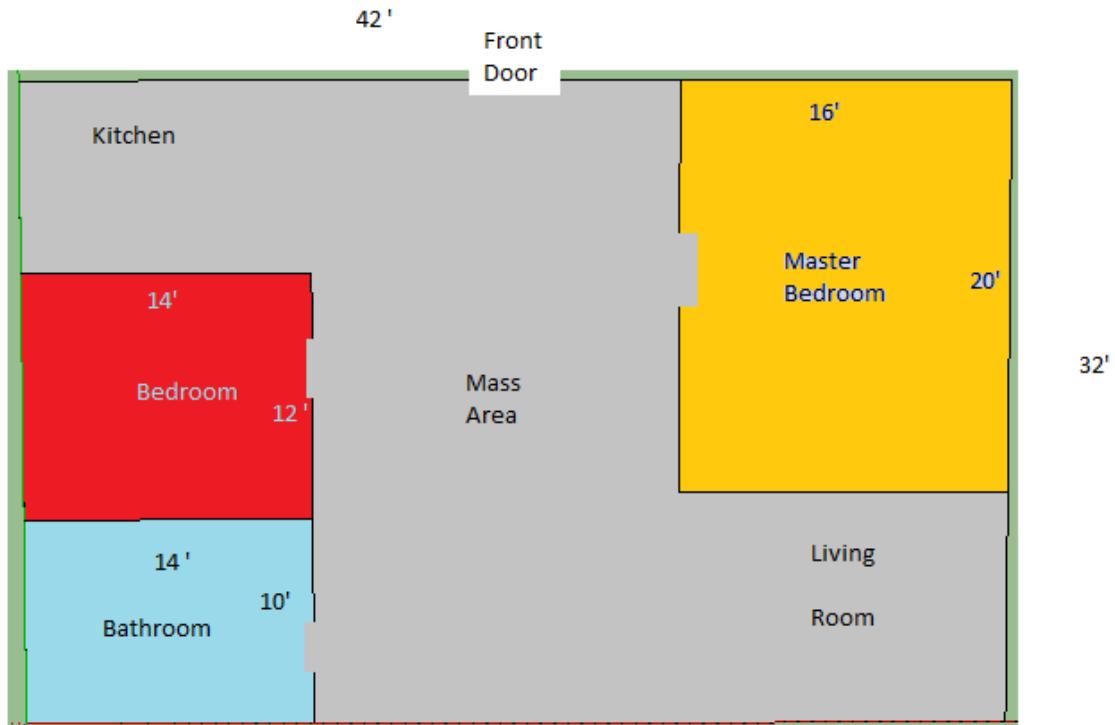 42 '
Front
Door
16'
Kitchen
Master
Bedroom
20'
14'
32'
Bedroom
12 '
Mass
Area
Living
14 '
10'
Room
Bathroom